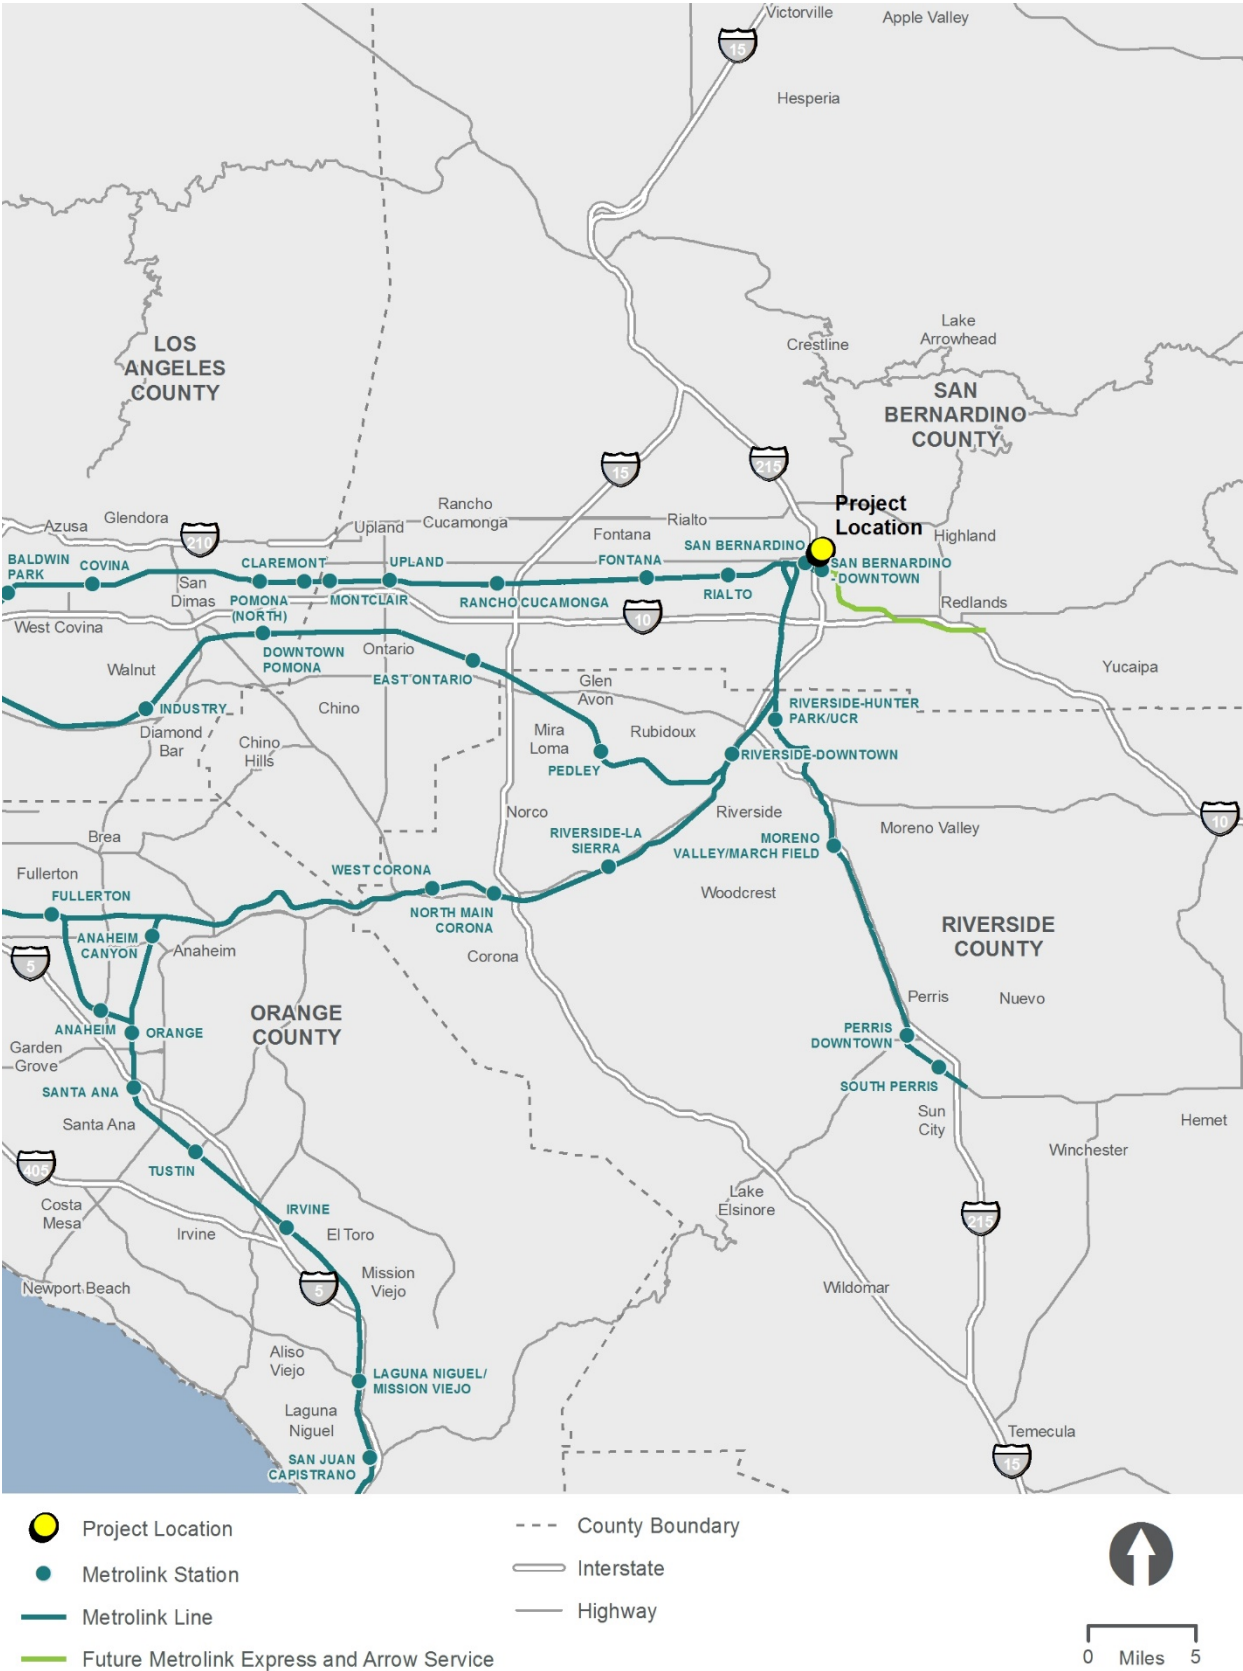 Victorville
Apple Valley
15
Hesperia
Lake
Arrowhead
Crestline
LOS
ANGELES
COUNTY
SAN
BERNARDINO
COUNTY
15
215
Project
Location
Rancho
Cucamonga
Glendora
Azusa
Upland
Rialto
Fontana
Highland
210
BALDWIN
PARK
COVINA
CLAREMONT
UPLAND
FONTANA
SAN BERNARDINO
SAN BERNARDINO
- DOWNTOWN
San
Dimas
POMONA
(NORTH)
MONTCLAIR
RANCHO CUCAMONGA
RIALTO
Redlands
10
West Covina
Walnut
DOWNTOWN
POMONA
Ontario
EAST ONTARIO
Yucaipa
Glen
Avon
INDUSTRY
Chino
RIVERSIDE-HUNTER
PARK/UCR
Diamond
Bar
Chino
Hills
Mira
Loma
Rubidoux
RIVERSIDE-DOWNTOWN
PEDLEY
Norco
Riverside
10
Brea
RIVERSIDE-LA
SIERRA
MORENO
VALLEY/MARCH FIELD
Moreno Valley
Fullerton
FULLERTON
WEST CORONA
Woodcrest
NORTH MAIN
CORONA
RIVERSIDE
COUNTY
ANAHEIM
CANYON
Anaheim
5
Corona
ORANGE
COUNTY
Perris
Nuevo
ANAHEIM
ORANGE
PERRIS
DOWNTOWN
Garden
Grove
SANTA ANA
SOUTH PERRIS
Santa Ana
Sun
City
Hemet
Winchester
405
TUSTIN
Costa
Mesa
IRVINE
Irvine
El Toro
Lake
Elsinore
215
Mission
Viejo
5
Newport Beach
Wildomar
Aliso
Viejo
LAGUNA NIGUEL/
MISSION VIEJO
Laguna
Niguel
Temecula
SAN JUAN
CAPISTRANO
15
Project Location
Metrolink Station
Metrolink Line
Future Metrolink Express and Arrow Service
County Boundary
Interstate
Highway
0 Miles 5